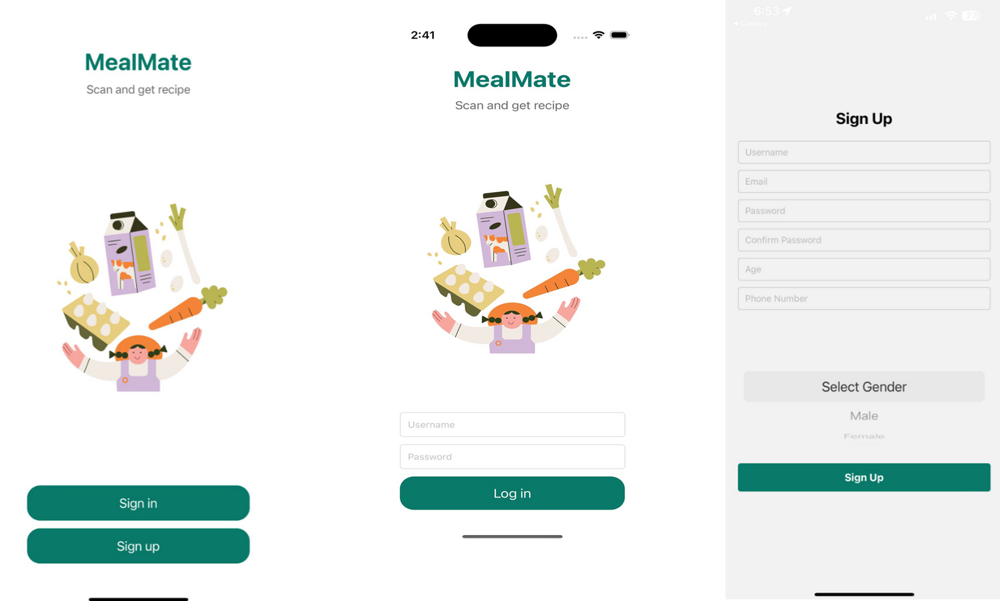 MealMate
Scan and get recipe
Sign in
Sign up
2:41
MealMate
Scan and get recipe
Username
Password
Log in
6:53
77
Camera
Sign Up
Username
Email
Password
Confirm Password
Age
Phone Number
Select Gender
Male
Female
Sign Up